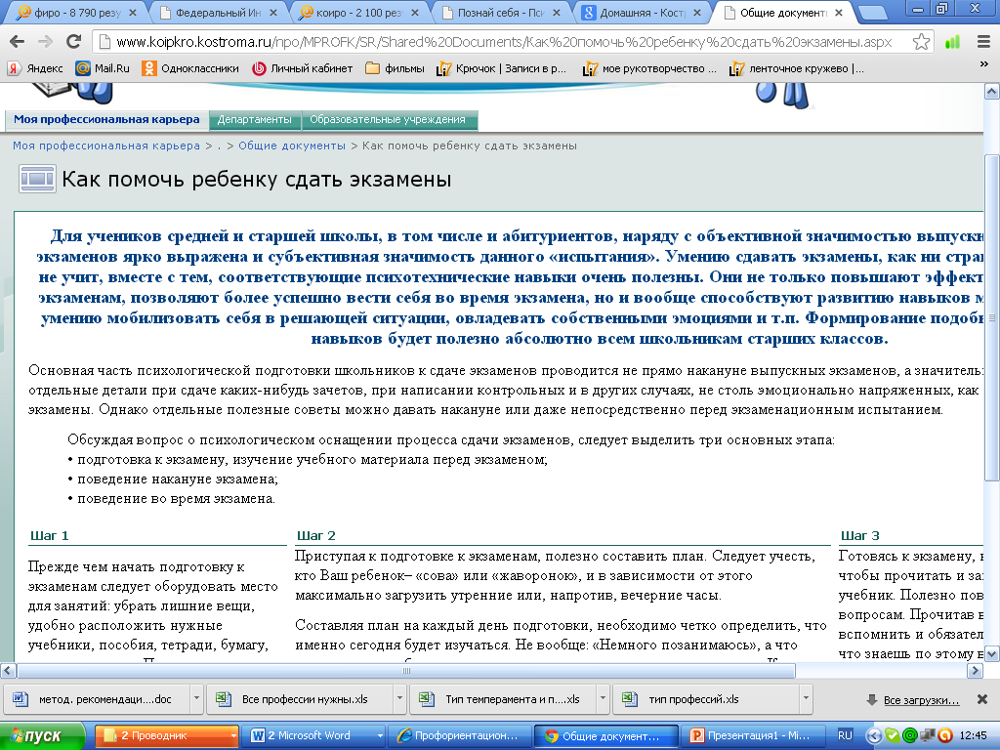 фиро - 8 790 резу
Федеральный Ин
коиро - 2 100 рез
Познай себя - Пси
Домашняя - Костр
Общие документ
www.koipkro.kostroma.ru/про/MPROFK/SR/Shared%20Documents/Как%20помочь%20ребенку%20сдать%20экзамены.aspx
Яндекс
Mail.Ru
Одноклассники
Личный кабинет
фильмы
Крючок | Записи в р...
мое рукотворчество ...
ленточное кружево |...
»
Моя профессиональная карьера
Департаменты
Образовательные учреждения
Моя профессиональная карьера > . > Общие документы > Как помочь ребенку сдать экзамены
Как помочь ребенку сдать экзамены
Для учеников средней и старшей школы, в том числе и абитуриентов, наряду с объективной значимостью выпускн
экзаменов ярко выражена и субъективная значимость данного «испытания». Умению сдавать экзамены, как ни стра
не учит, вместе с тем, соответствующие психотехнические навыки очень полезны. Они не только повышают эффект
экзаменам, позволяют более успешно вести себя во время экзамена, но и вообще способствуют развитию навыков м
умению мобилизовать себя в решающей ситуации, овладевать собственными эмоциями и т.п. Формирование подобн
навыков будет полезно абсолютно всем школьникам старших классов.
Основная часть психологической подготовки школьников к сдаче экзаменов проводится не прямо накануне выпускных экзаменов, а значитель
отдельные детали при сдаче каких-нибудь зачетов, при написании контрольных и в других случаях, не столь эмоционально напряженных, как
экзамены. Однако отдельные полезные советы можно давать накануне или даже непосредственно перед экзаменационным испытанием.
Обсуждая вопрос о психологическом оснащении процесса сдачи экзаменов, следует выделить три основных этапа:
• подготовка к экзамену, изучение учебного материала перед экзаменом;
• поведение накануне экзамена;
• поведение во время экзамена.
Шаг 1
Прежде чем начать подготовку к
экзаменам следует оборудовать место
для занятий: убрать лишние вещи,
удобно расположить нужные
учебники, пособия, тетради, бумагу,
Шаг 2
Приступая к подготовке к экзаменам, полезно составить план. Следует учесть,
кто Ваш ребенок– «сова» или «жаворонок», и в зависимости от этого
максимально загрузить утренние или, напротив, вечерние часы.
Составляя план на каждый день подготовки, необходимо четко определить, что
именно сегодня будет изучаться. Не вообще: «Немного позанимаюсь», а что
Шаг 3
Готовясь к экзамену,
чтобы прочитать и за
учебник. Полезно пов
вопросам. Прочитав в
вспомнить и обязател
что знаешь по этому в
метод. рекомендаци....doc
Все профессии нужны.xls
Тип темперамента и п....xls
тип профессий.xls
Все загрузки...
пуск
2 Проводник
2 Microsoft Word
Профориентацион...
Общие документ...
Презентация1 - Mi...
RU
12:45